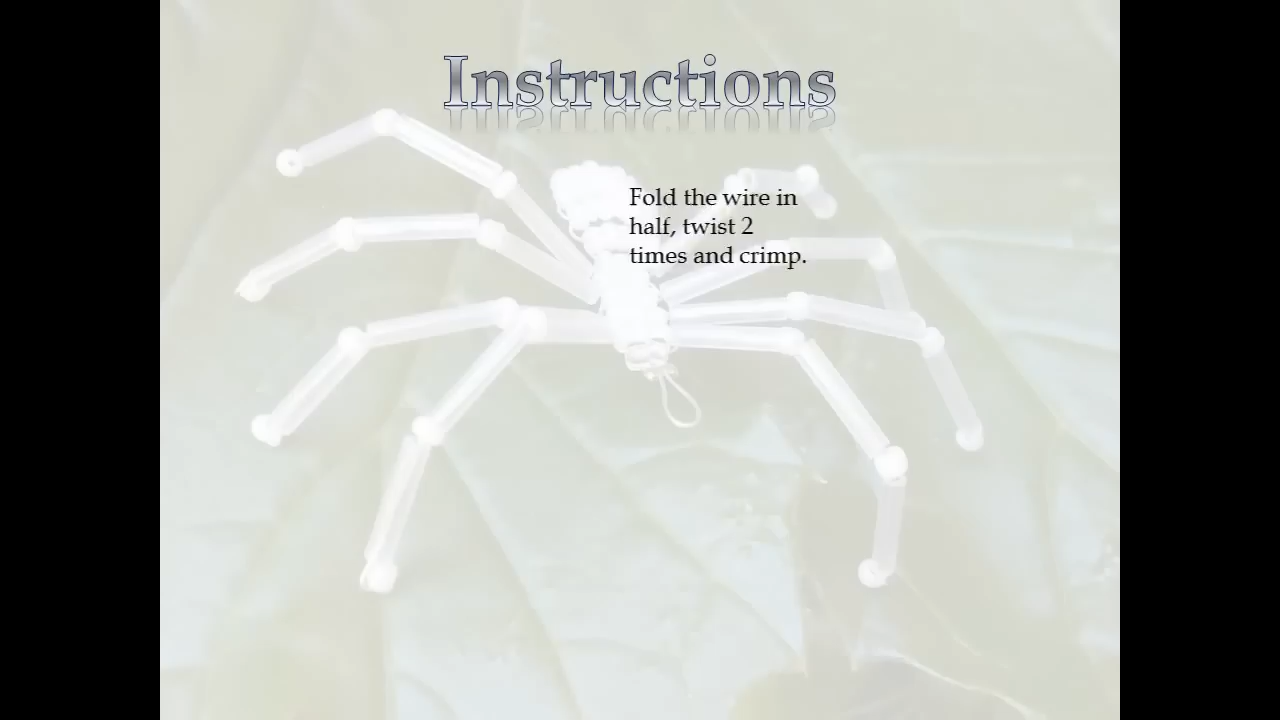 Instructions
Fold the wire in
half, twist 2
times and crimp.